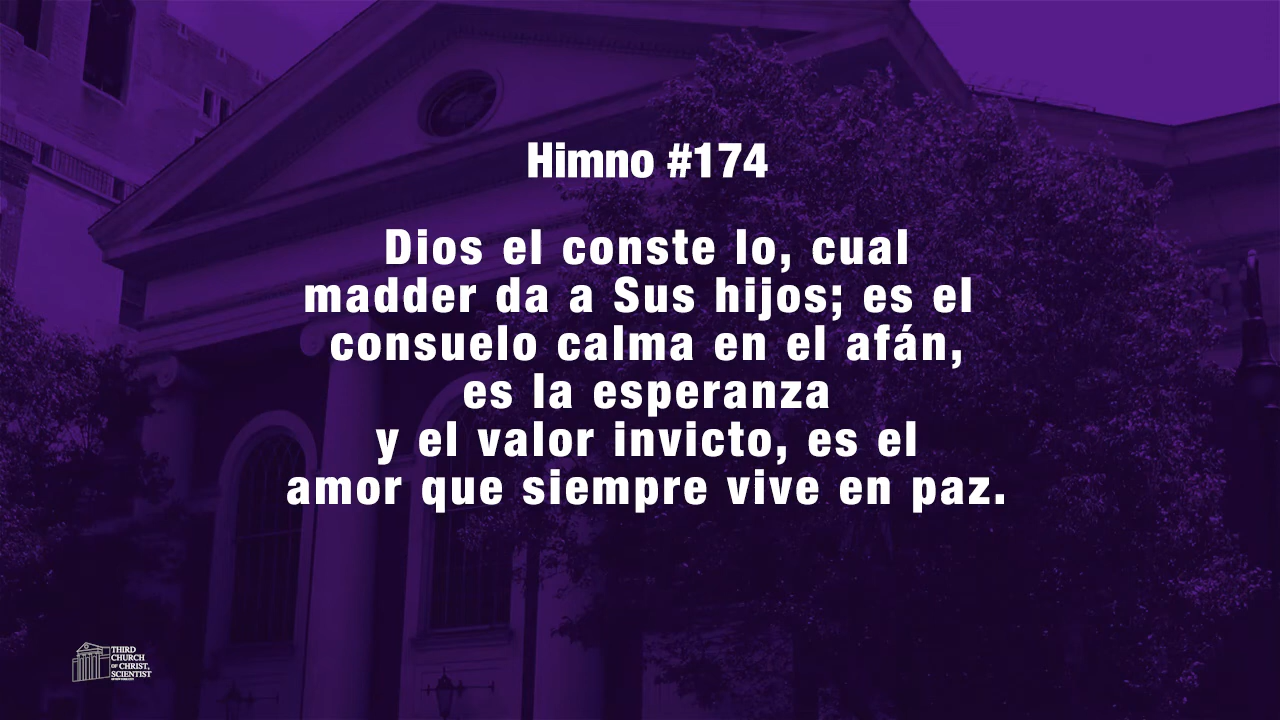 Himno #174
Dios el conste lo, cual
madder da a Sus hijos; es el
consuelo calma en el afán,
es la esperanza
y el valor invicto, es el
amor que siempre vive en paz.
THIRD
CHURCH
OF CHRIST,
SCIENTIST